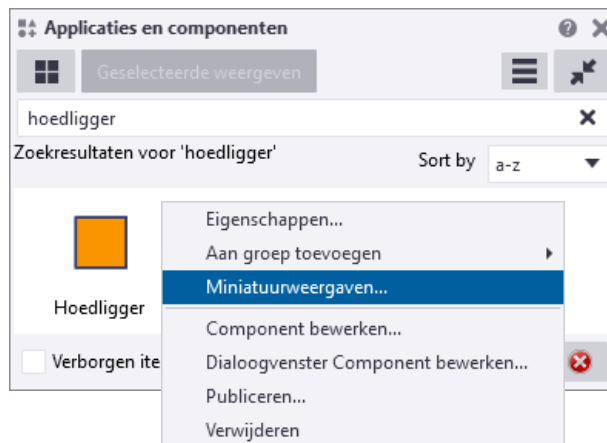 Applicaties en componenten
Geselecteerde weergeven
hoedligger
Zoekresultaten voor 'hoedligger'
Sort by a-z
Hoedligger
Eigenschappen...
Aan groep toevoegen
Miniatuurweergaven...
Component bewerken...
Dialoogvenster Component bewerken...
Publiceren...
Verwijderen
Verborgen ite